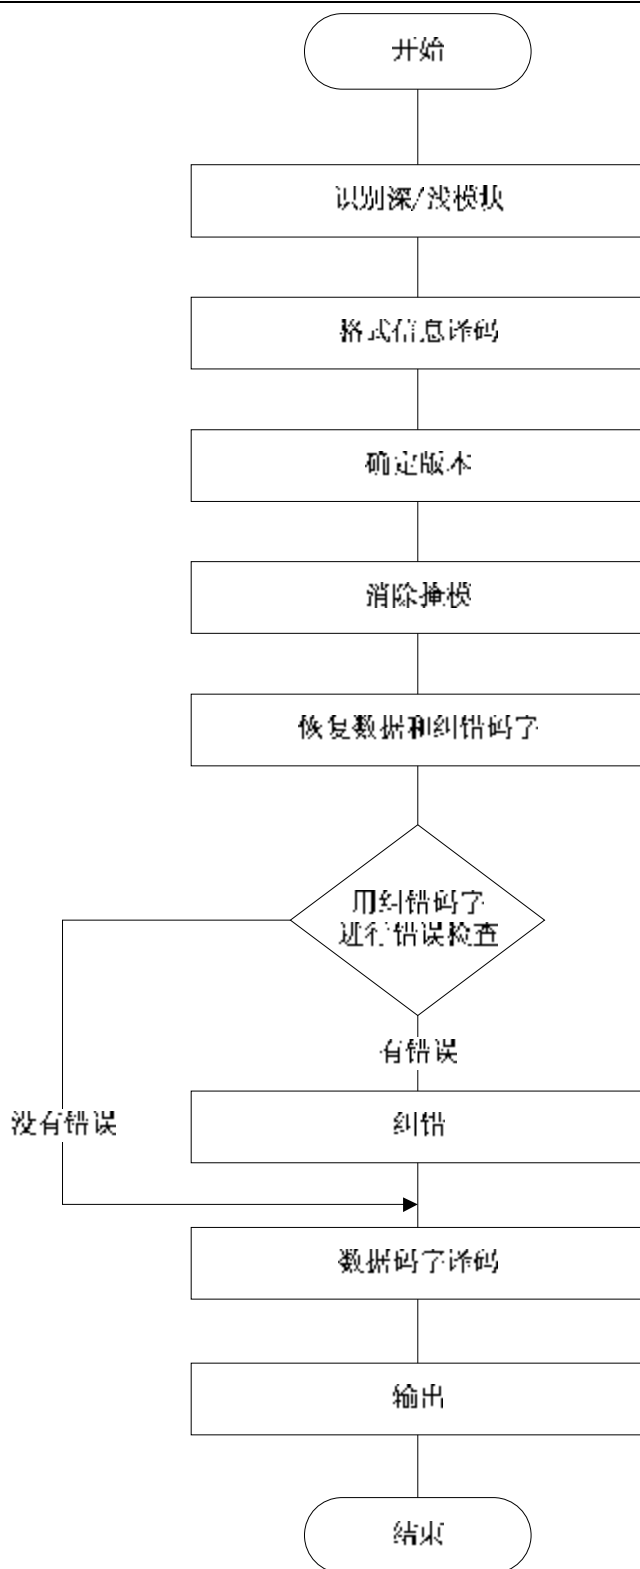 开始
识别深/浅模块
格式信息译码
确定版本
消除掩模
恢复数据和纠错码字
用纠错码字
进行错误检查
有错误
没有错误
纠错
数据码字译码
输出
结束